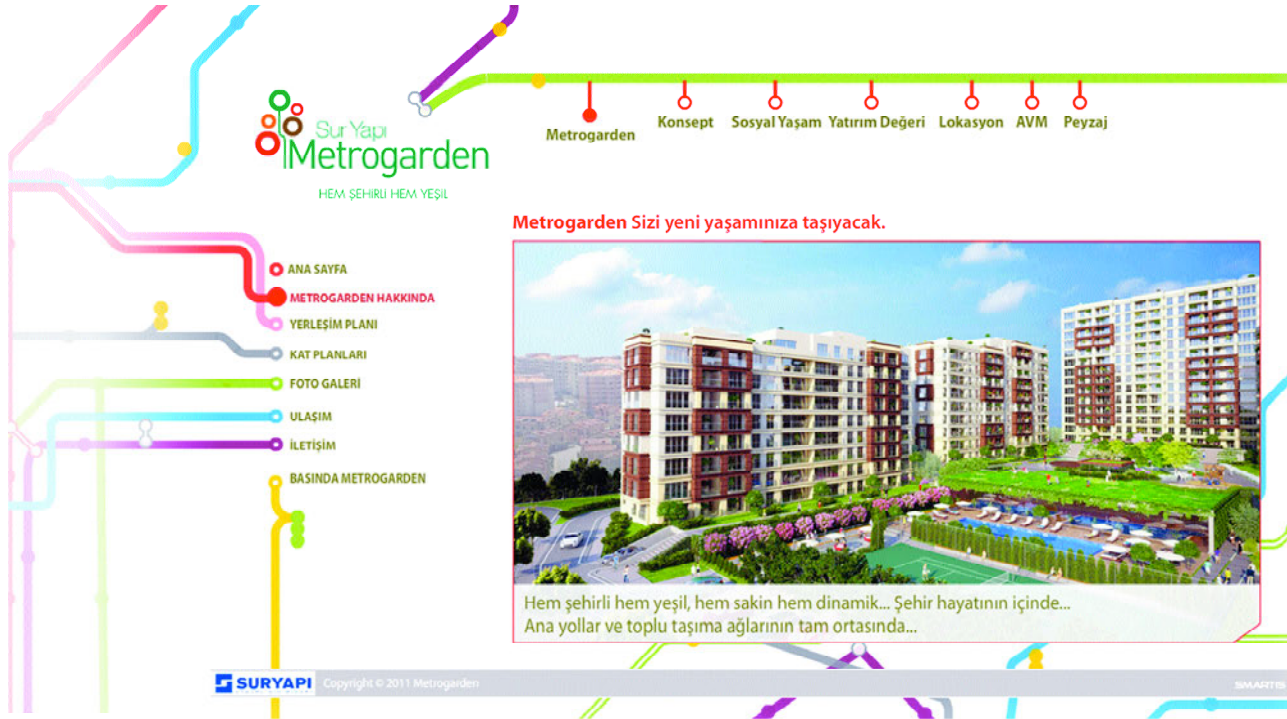 Sur Yapı
Metrogarden
HEM ŞEHİRLİ HEM YEŞİL
Metrogarden
Konsept
Sosyal Yaşam
Yatırım Değeri
Lokasyon
AVM
Peyzaj
ANA SAYFA
METROGARDEN HAKKINDA
YERLEŞİM PLANI
KAT PLANLARI
FOTO GALERİ
ULAŞIM
İLETİŞİM
BASINDA METROGARDEN
Metrogarden Sizi yeni yaşamınıza taşıyacak.
Hem şehirli hem yeşil, hem sakin hem dinamik... Şehir hayatının içinde...
Ana yollar ve toplu taşıma ağlarının tam ortasında...
SURYAPI
Copyright © 2011 Metrogarden
SMARTIS